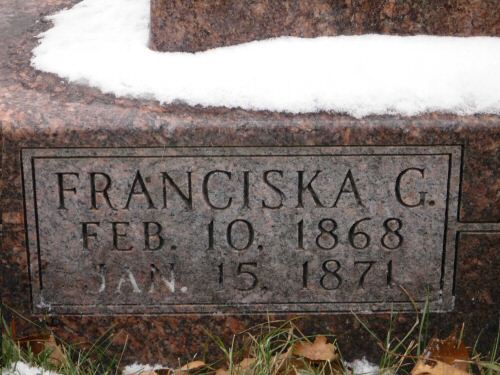 FRANCISKA G.
FEB. 10. 1868
JAN. 15. 1871